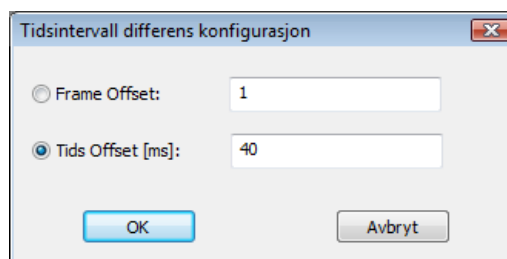 Tidsintervall differens konfigurasjon
Frame Offset: 1
Tids Offset [ms]: 40
OK Avbryt